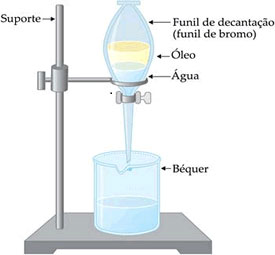 Suporte
Funil de decantação
(funil de bromo)
Óleo
Água
Béquer